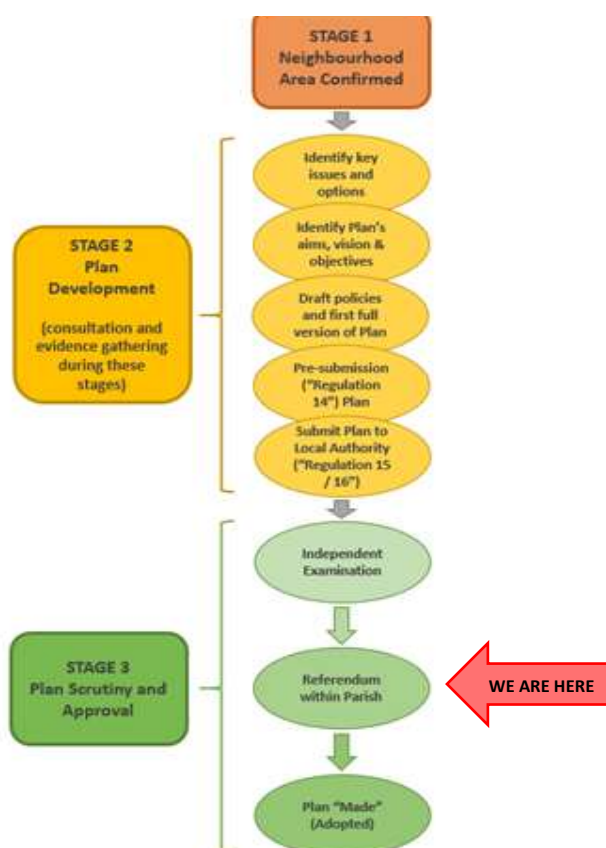 STAGE 1
Neighbourhood
Area Confirmed
STAGE 2
Plan
Development
(consultation and
evidence gathering
during these
stages)
Identify key
issues and
options
Identify Plan's
aims, vision &
objectives
Draft policies
and first full
version of Plan
Pre-submission
("Regulation
14") Plan
Submit Plan to
Local Authority
("Regulation 15
/ 16")
STAGE 3
Plan Scrutiny and
Approval
Independent
Examination
Referendum
within Parish
WE ARE HERE
Plan "Made"
(Adopted)